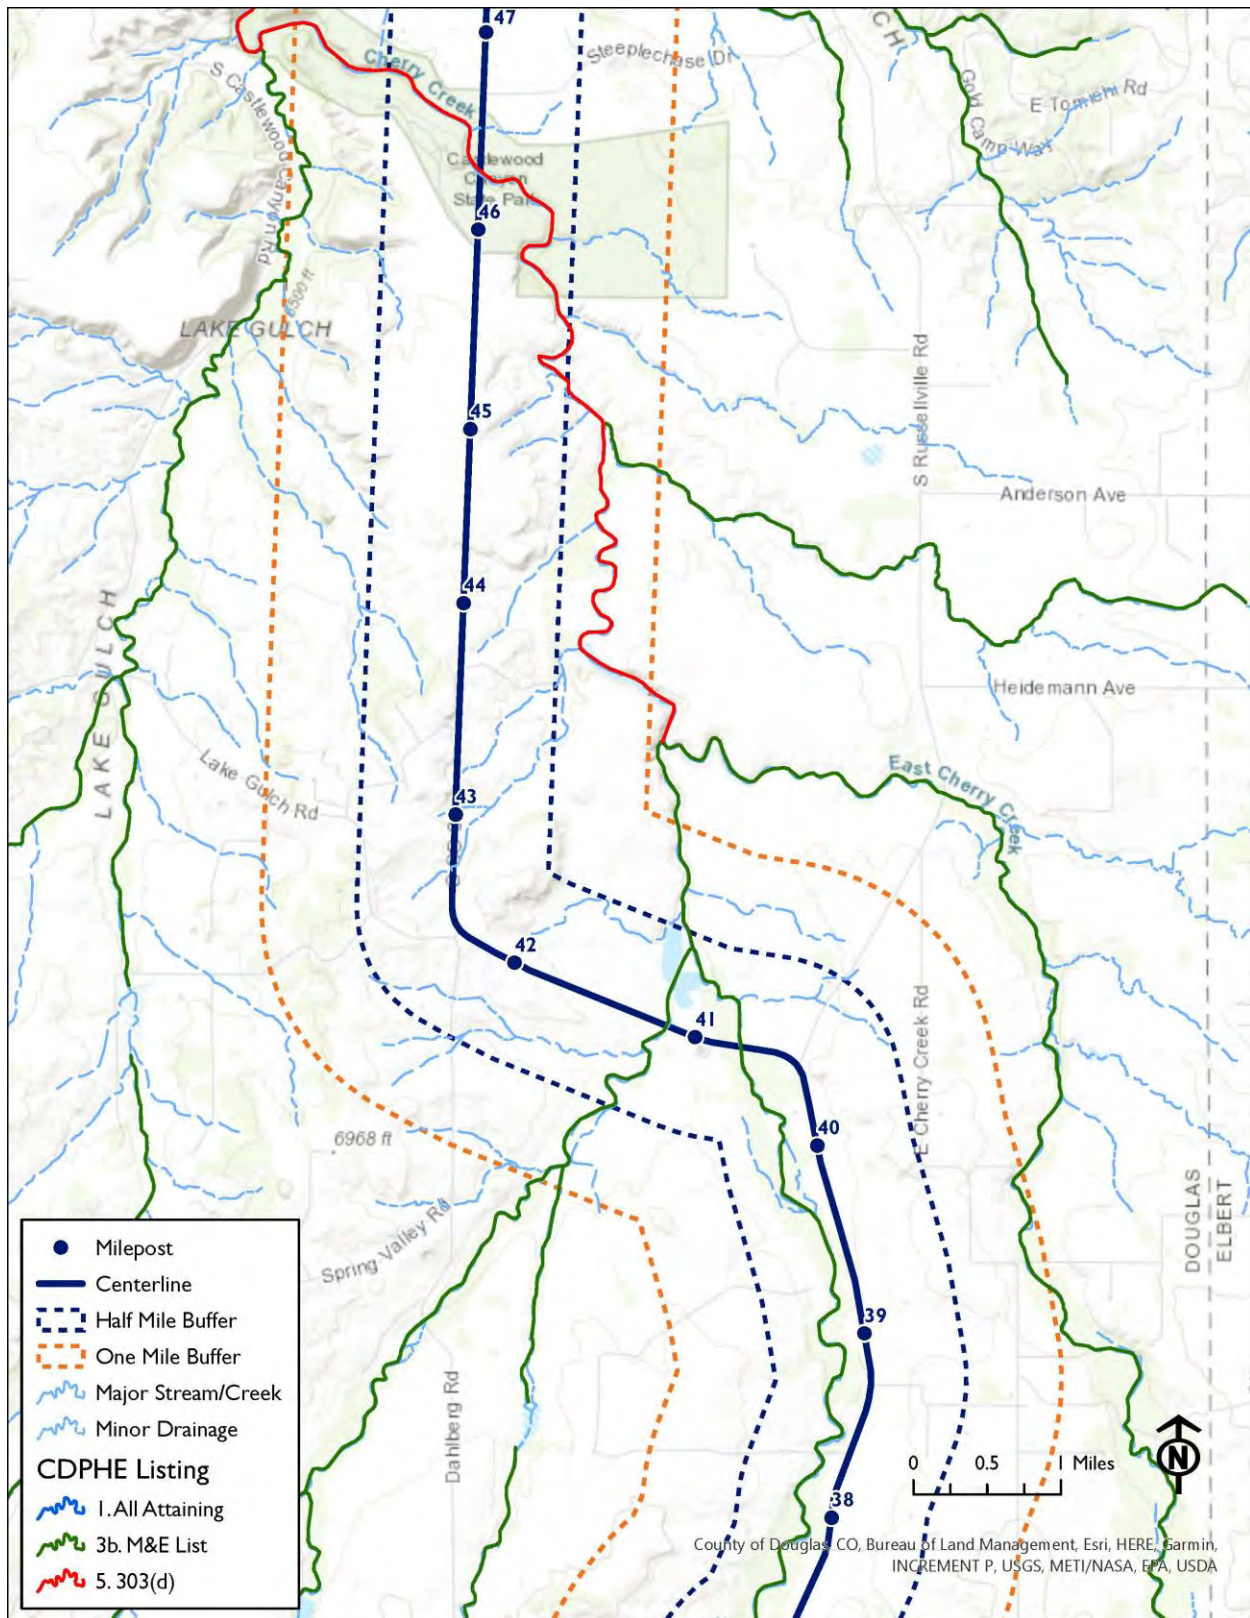 47
Steeplechase Dr
CH
Cherry Creek
S Castlewood Canyon Rd
Gold Camp Way
E Tomichi Rd
Castlewood
Canyon
State Park
46
LAKE GULCH
S Russellville Rd
45
Anderson Ave
44
LAKE GULCH
Heidemann Ave
Lake Gulch Rd
East Cherry Creek
43
42
41
E Cherry Creek Rd
40
6968 ft
DOUGLAS
ELBERT
Spring Valley Rd
39
Dahlberg Rd
38
Milepost
Centerline
Half Mile Buffer
One Mile Buffer
Major Stream/Creek
Minor Drainage
CDPHE Listing
1. All Attaining
3b. M&E List
5. 303(d)
0 0.5 1 Miles
N
County of Douglas, CO, Bureau of Land Management, Esri, HERE, Garmin,
INCREMENT P, USGS, METI/NASA, EPA, USDA